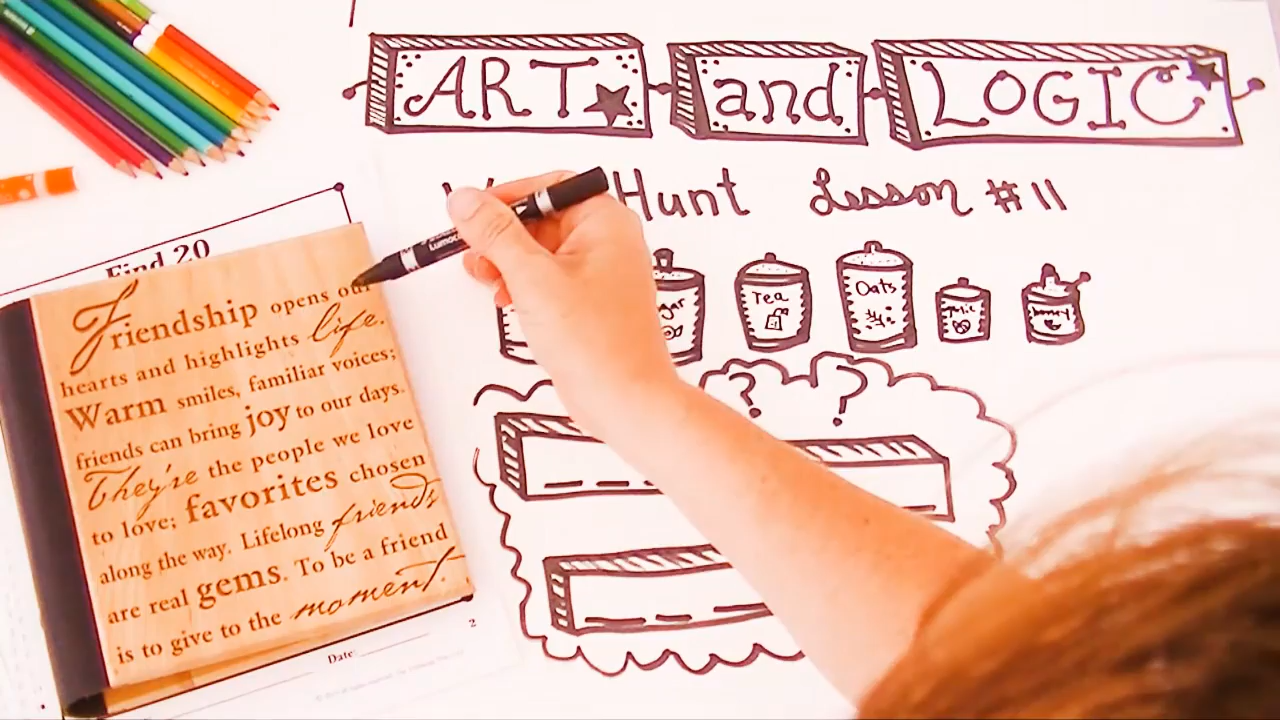 ART and LOGIC
Hunt Lesson #11
Tea
Oats
Honey
? ?
Find 20
Friendship opens our
hearts and highlights life.
Warm smiles, familiar voices;
friends can bring joy to our days.
They're the people we love
to love; favorites chosen
along the way. Lifelong friends
are real gems. To be a friend
is to give to the moment.
2
Date: